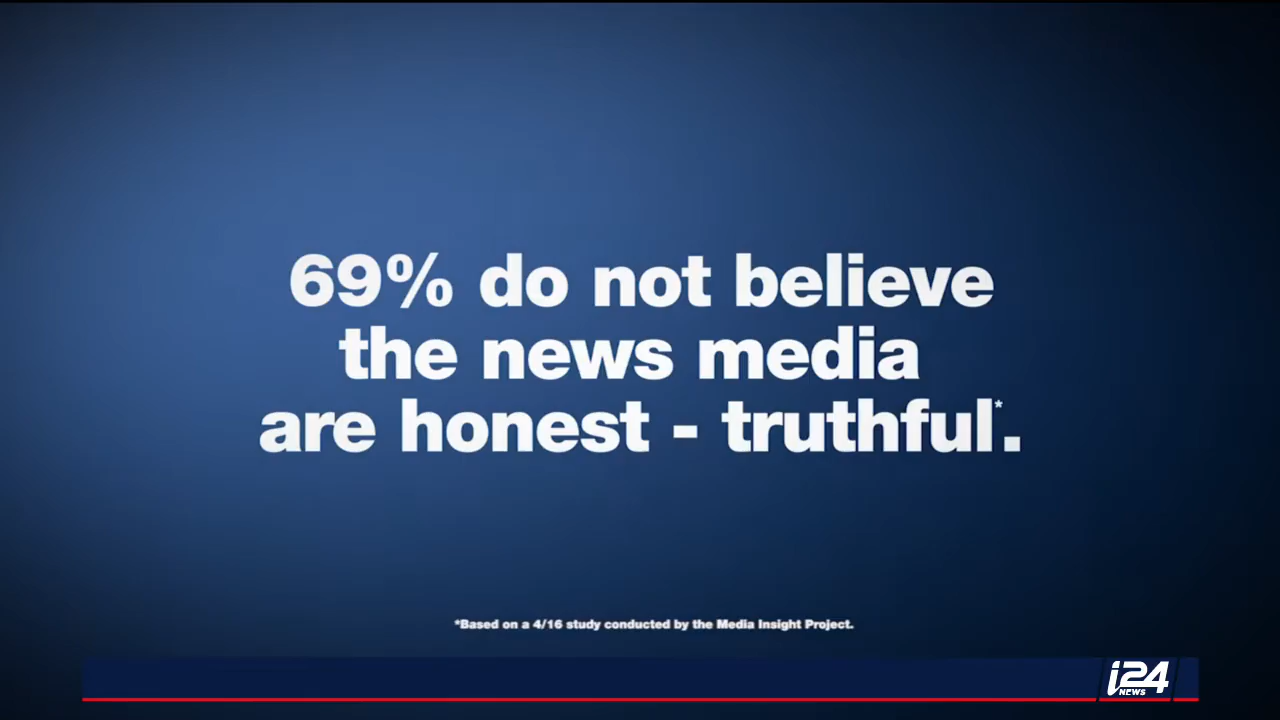 69% do not believe
the news media
are honest - truthful*.
*Based on a 4/16 study conducted by the Media Insight Project.
i24
NEWS